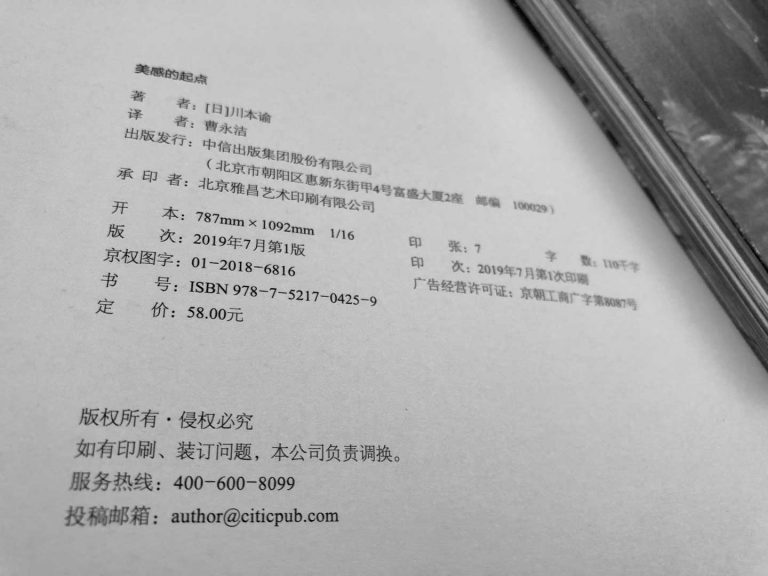 美感的起点
著　　者：[日]川本谕
译　　者：曹永洁
出版发行：中信出版集团股份有限公司
（北京市朝阳区惠新东街甲4号富盛大厦2座　邮编　100029）
承 印 者：北京雅昌艺术印刷有限公司
开　　本：787mm×1092mm　1/16　　印　　张：7　　字　　数：110千字
版　　次：2019年7月第1版　　印　　次：2019年7月第1次印刷
京权图字：01-2018-6816　　广告经营许可证：京朝工商广字第8087号
书　　号：ISBN 978-7-5217-0425-9
定　　价：58.00元
版权所有·侵权必究
如有印刷、装订问题，本公司负责调换。
服务热线：400-600-8099
投稿邮箱：author@citicpub.com